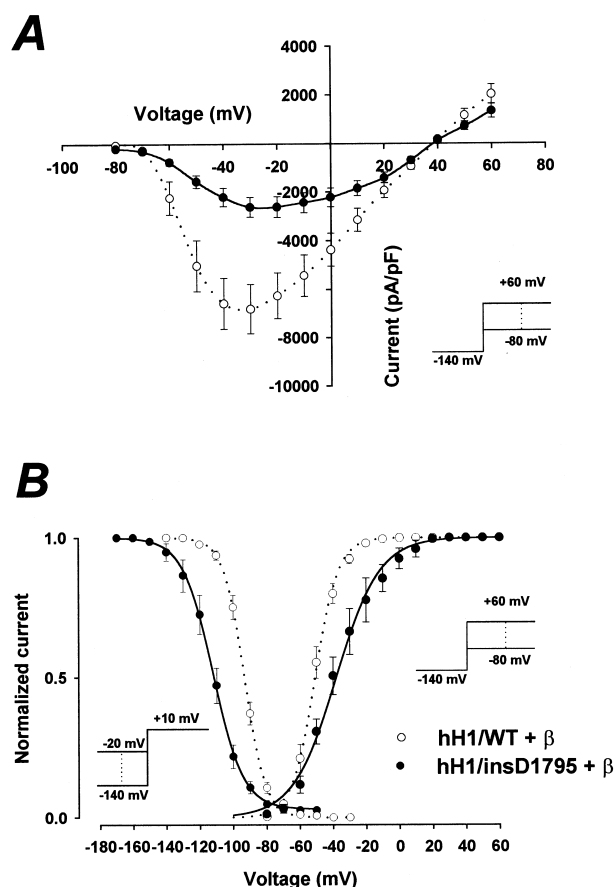 A
4000
2000
Voltage (mV)
-100 -80 -60 -40 -20 20 40 60 80
-2000
-4000
-6000
-8000
-10000
Current (pA/pF)
+60 mV
-80 mV
-140 mV
B
1.0
0.5
0.0
Normalized current
+60 mV
-80 mV
-140 mV
+10 mV
-20 mV
-140 mV
hH1/WT + β
hH1/insD1795 + β
-180 -160 -140 -120 -100 -80 -60 -40 -20 0 20 40 60
Voltage (mV)